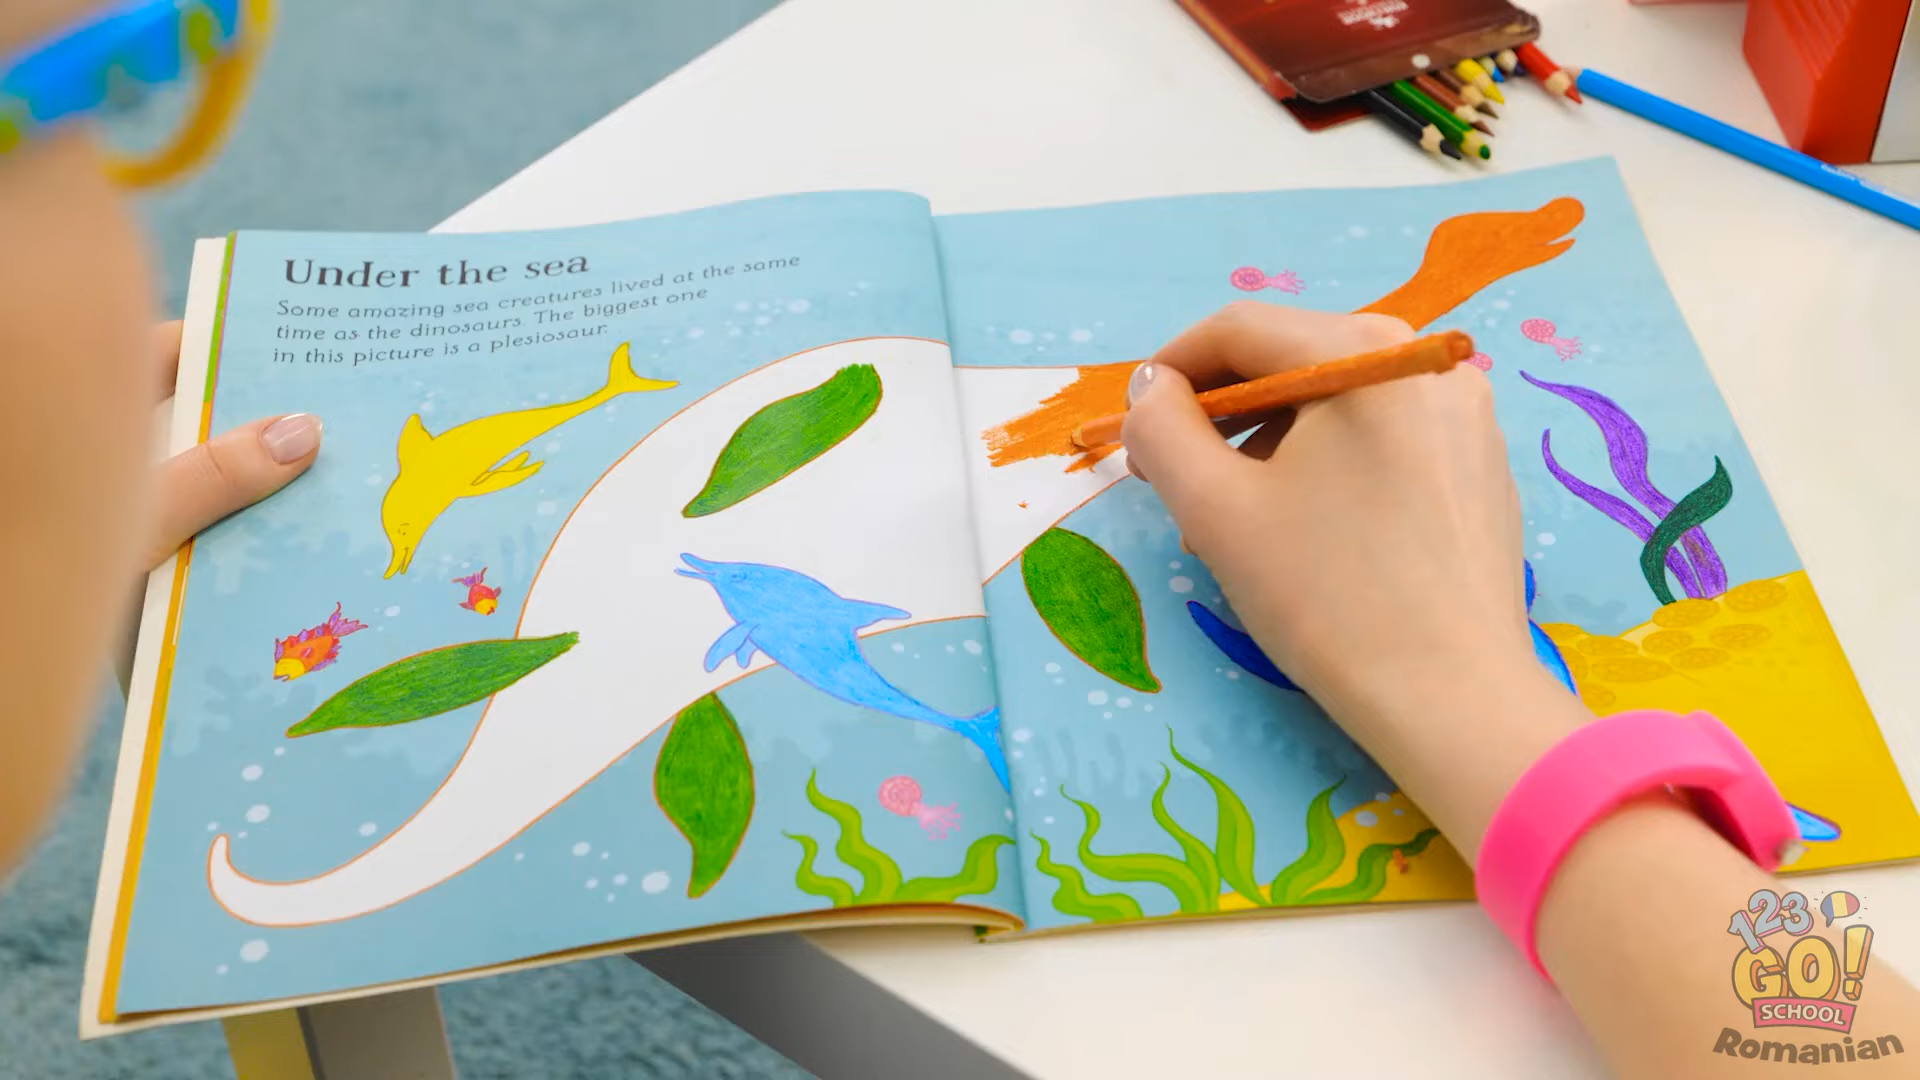 Under the sea
Some amazing sea creatures lived at the same
time as the dinosaurs. The biggest one
in this picture is a plesiosaur.
123
GO!
SCHOOL
Romanian